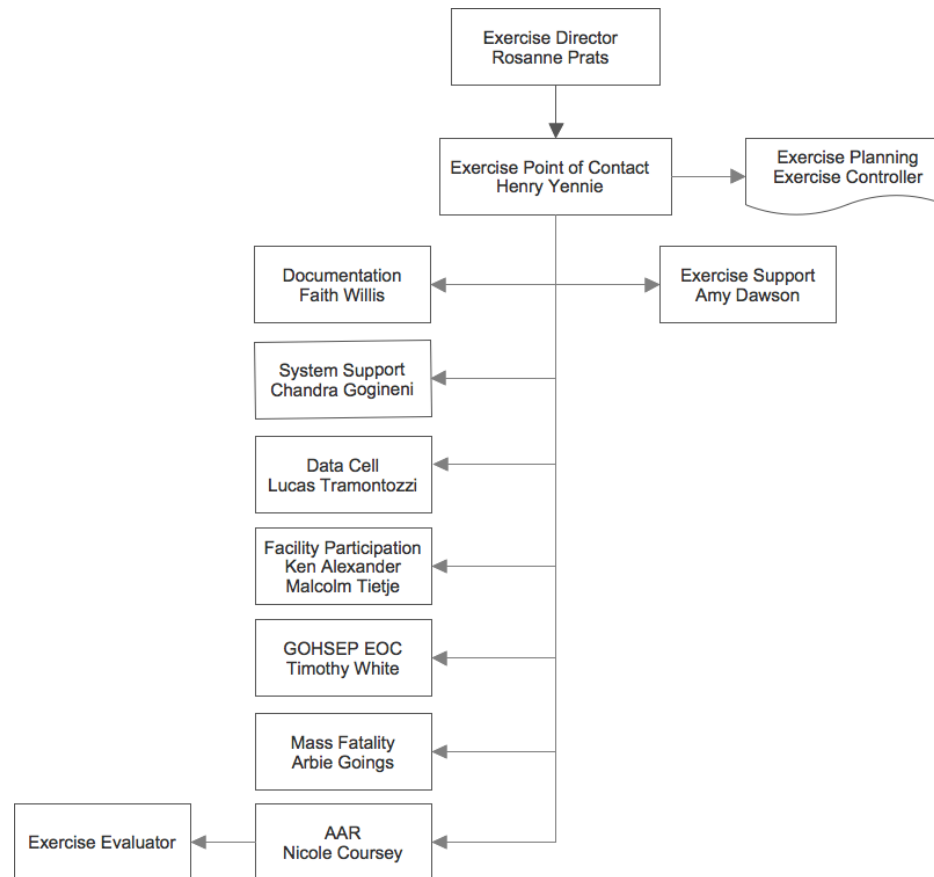 Exercise Director
Rosanne Prats
Exercise Point of Contact
Henry Yennie
Exercise Planning
Exercise Controller
Documentation
Faith Willis
Exercise Support
Amy Dawson
System Support
Chandra Gogineni
Data Cell
Lucas Tramontozzi
Facility Participation
Ken Alexander
Malcolm Tietje
GOHSEP EOC
Timothy White
Mass Fatality
Arbie Goings
Exercise Evaluator
AAR
Nicole Coursey